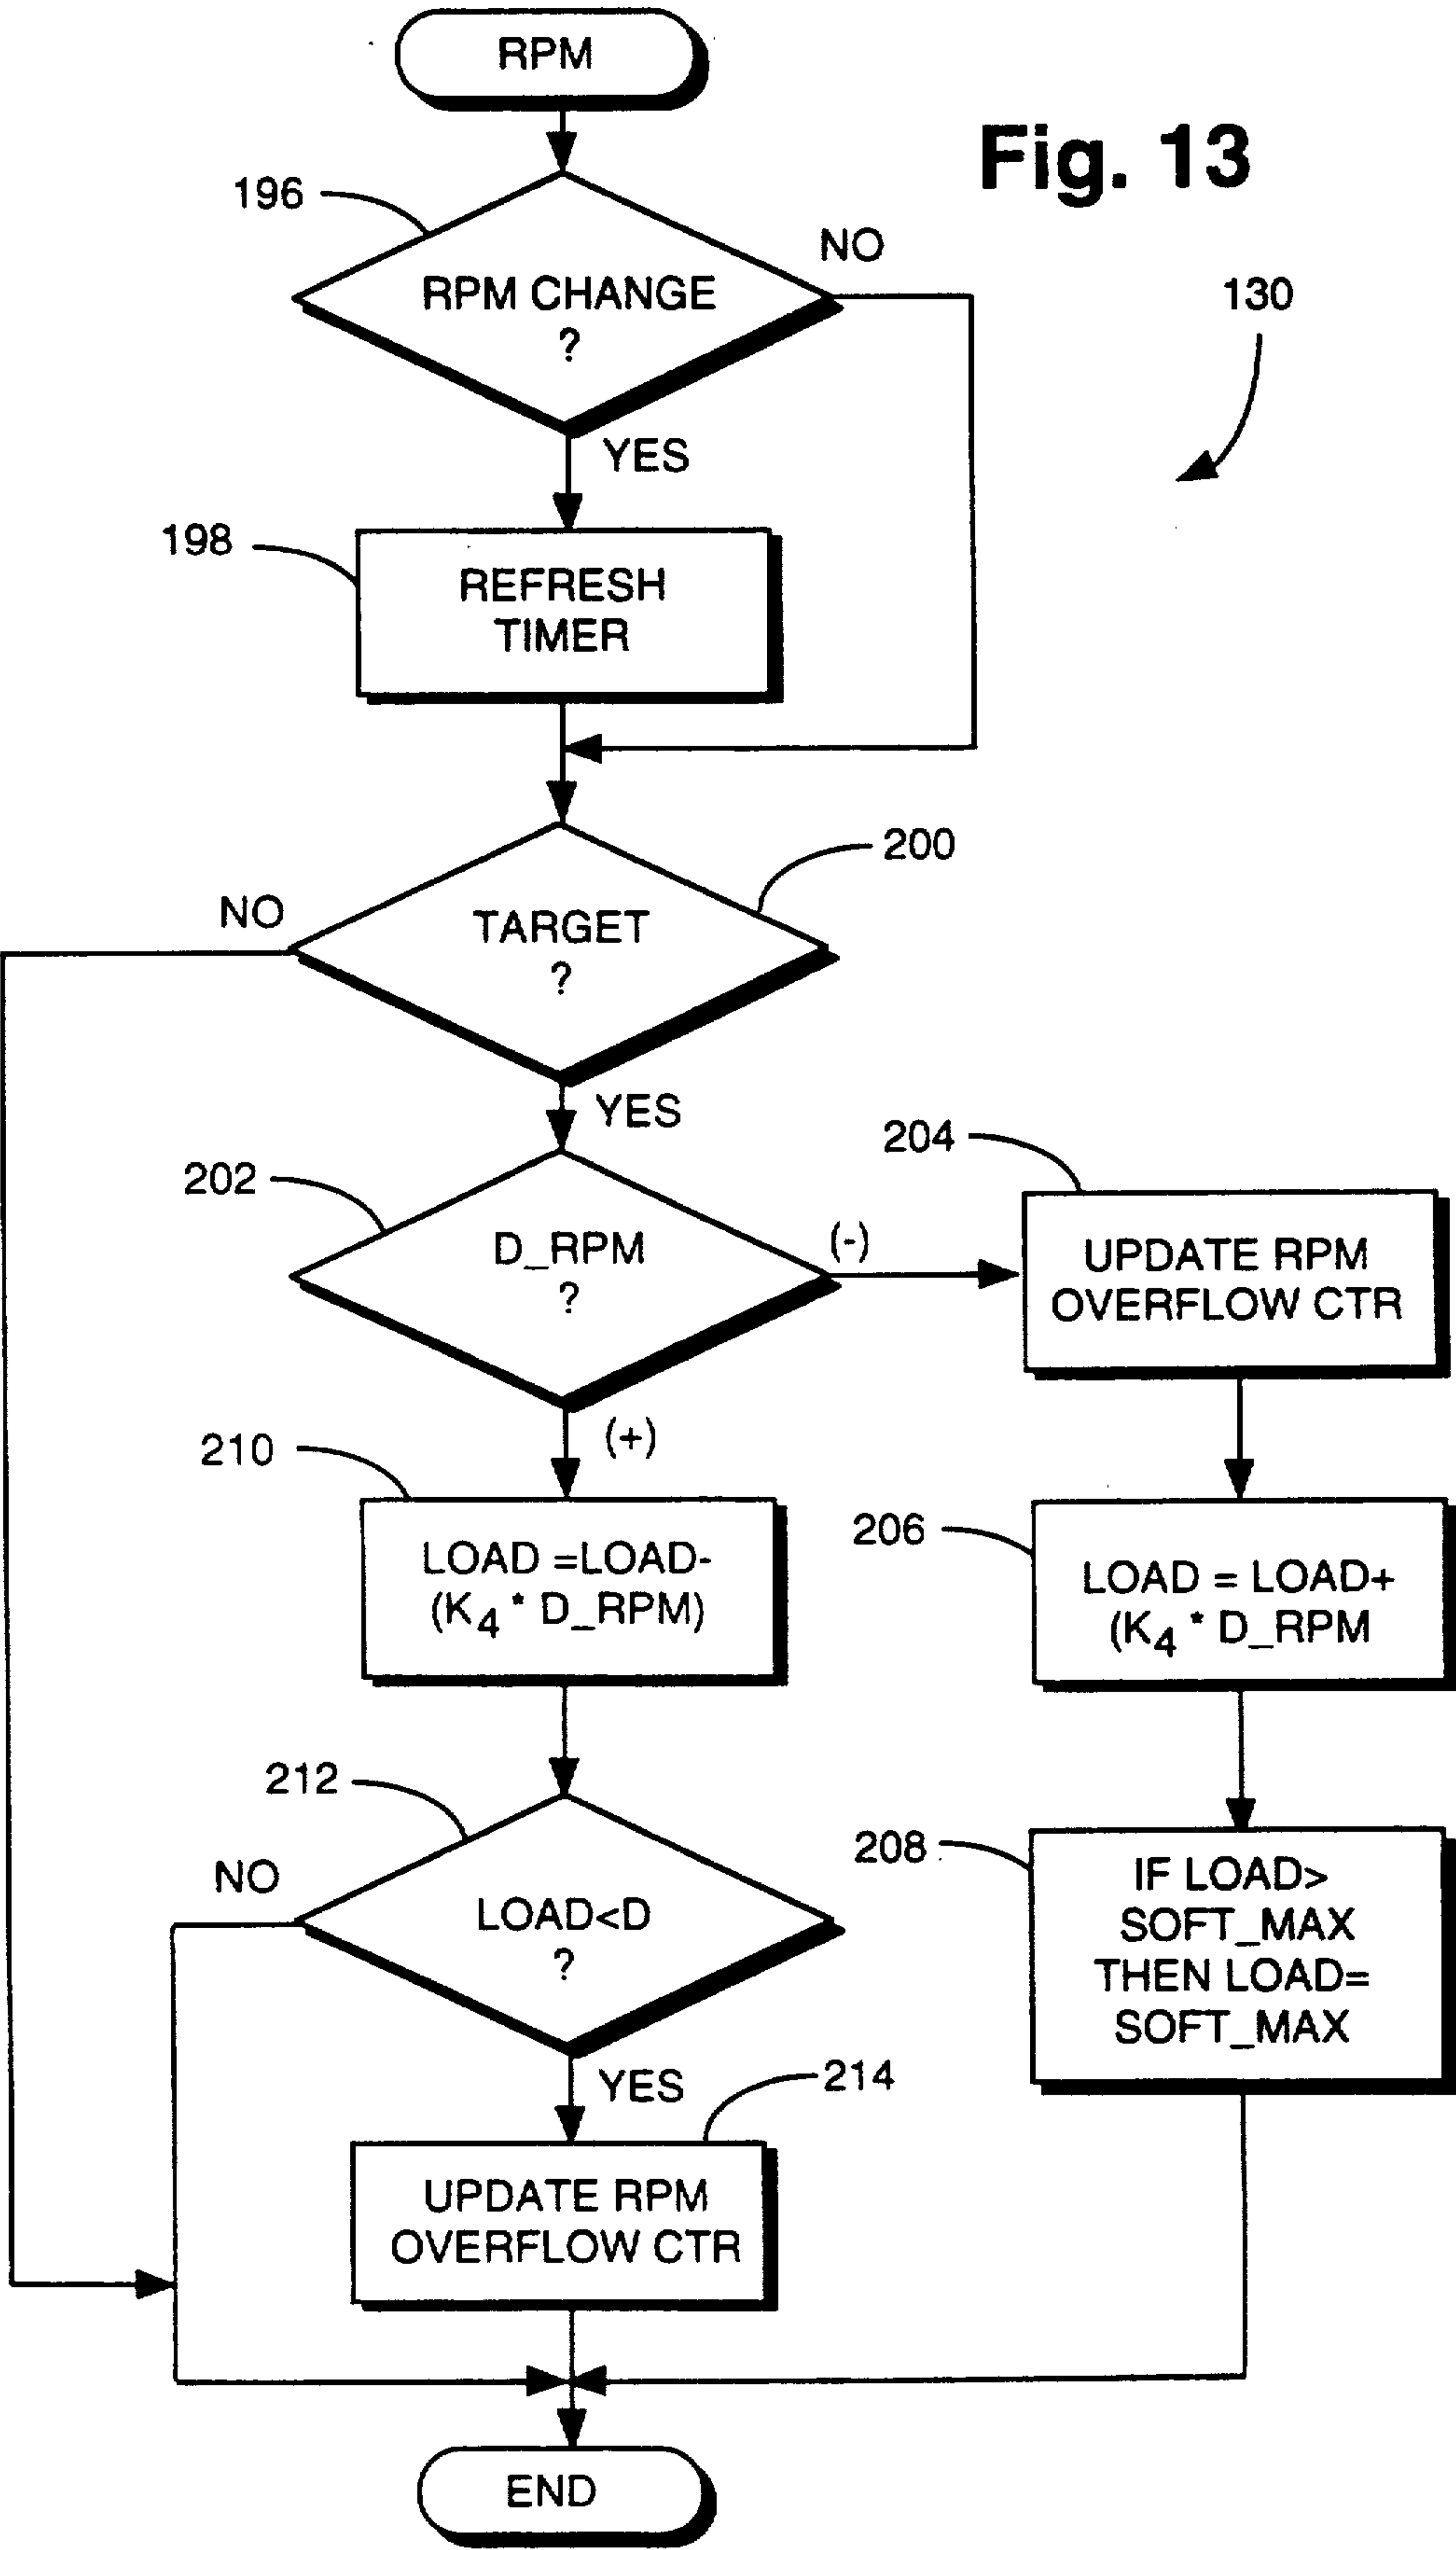 RPM
Fig. 13
196
NO
RPM CHANGE
?
130
YES
198
REFRESH
TIMER
200
NO
TARGET
?
YES
204
202
(-)
D_RPM
?
UPDATE RPM
OVERFLOW CTR
(+)
210
206
LOAD =LOAD-
(K4 * D_RPM)
LOAD = LOAD+
(K4 * D_RPM
212
208
NO
LOAD<D
?
IF LOAD>
SOFT_MAX
THEN LOAD=
SOFT_MAX
YES
214
UPDATE RPM
OVERFLOW CTR
END